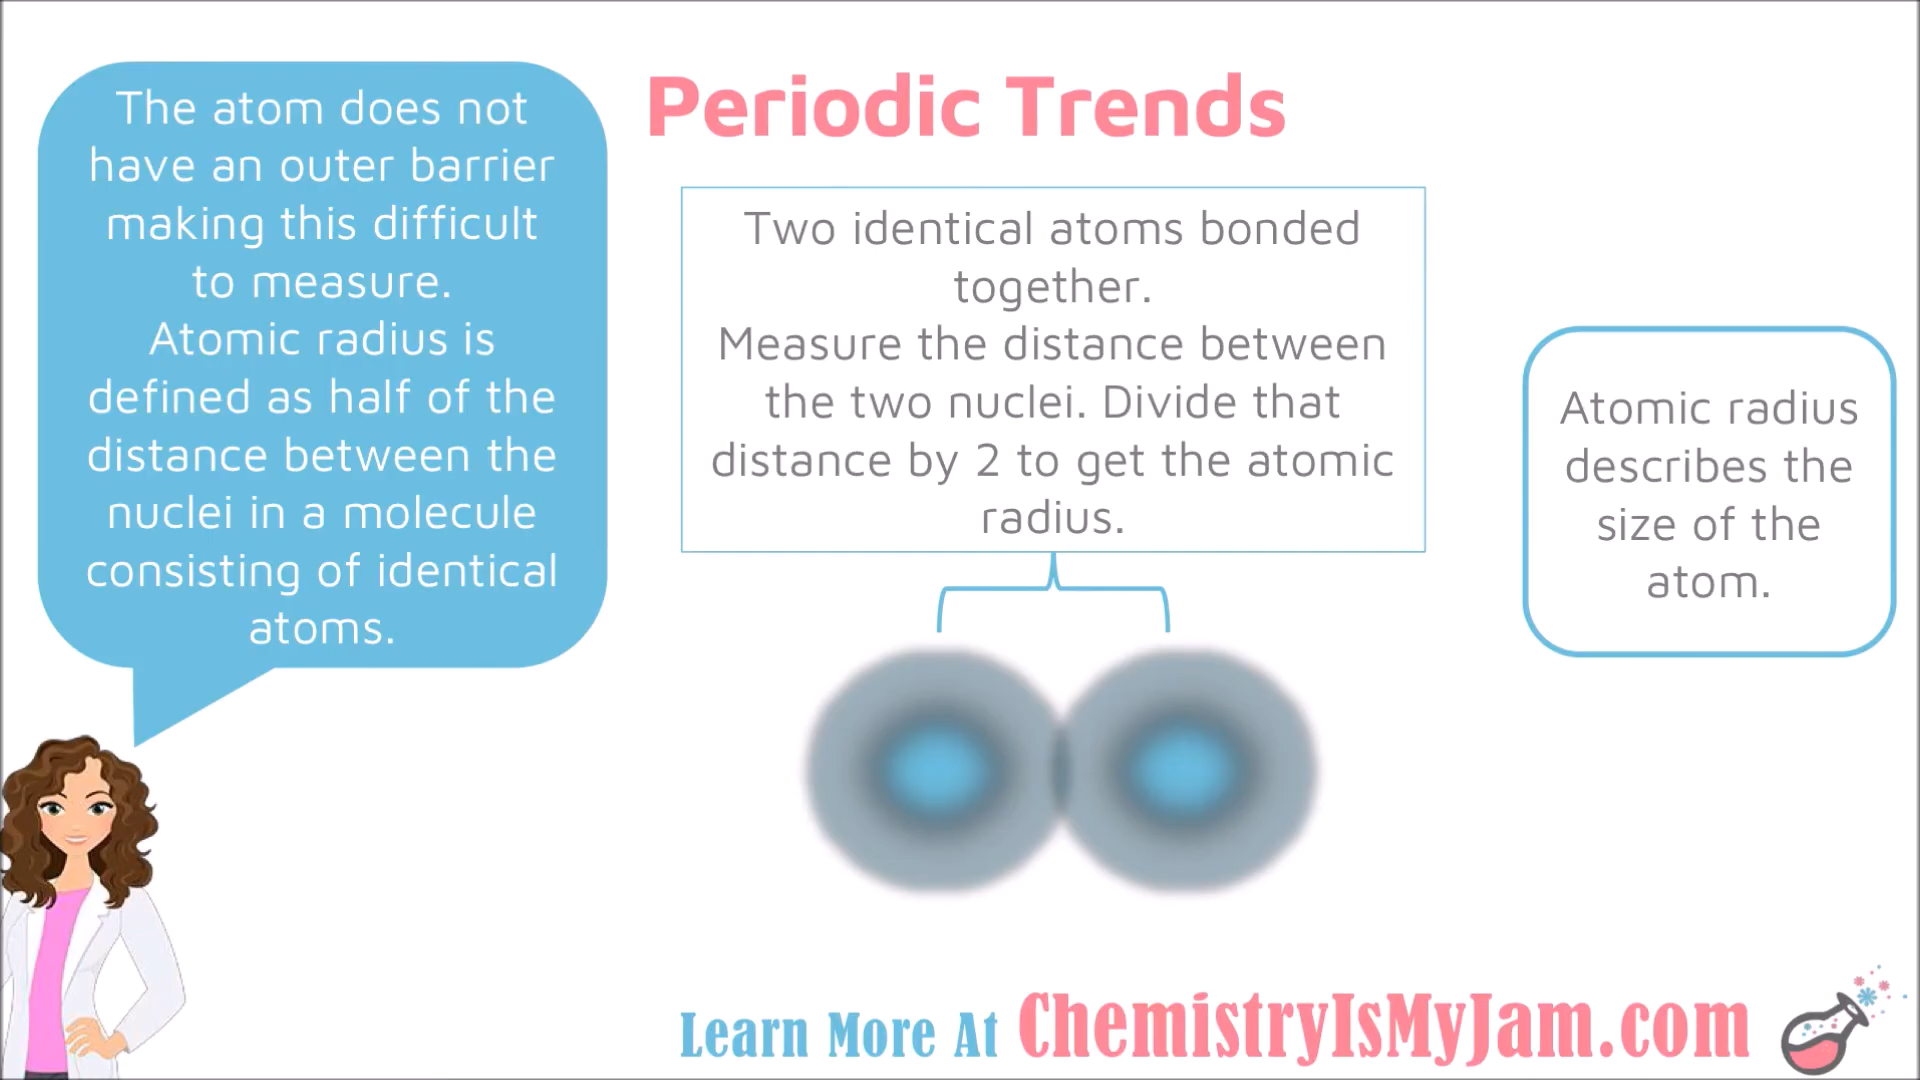 Periodic Trends
The atom does not
have an outer barrier
making this difficult
to measure.
Atomic radius is
defined as half of the
distance between the
nuclei in a molecule
consisting of identical
atoms.
Two identical atoms bonded
together.
Measure the distance between
the two nuclei. Divide that
distance by 2 to get the atomic
radius.
Atomic radius
describes the
size of the
atom.
Learn More At ChemistryIsMyJam.com